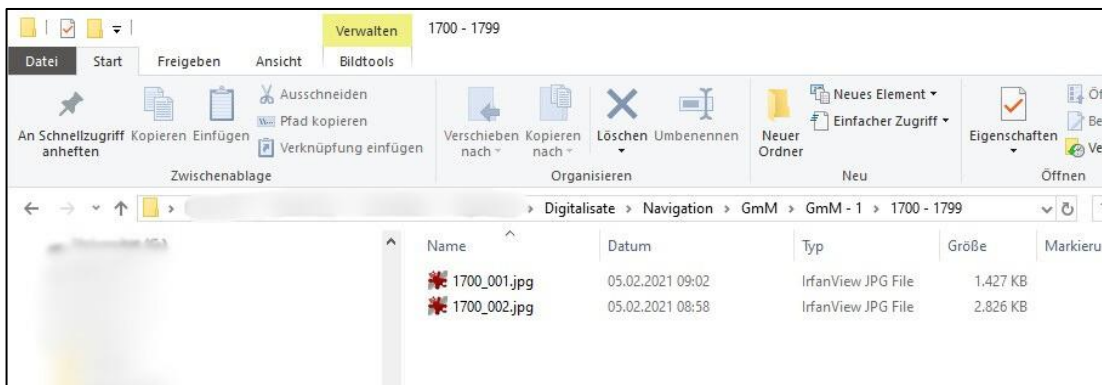 Verwalten 1700 - 1799
Datei Start Freigeben Ansicht Bildtools
An Schnellzugriff anheften
Kopieren
Einfügen
Ausschneiden
Pfad kopieren
Verknüpfung einfügen
Zwischenablage
Verschieben nach
Kopieren nach
Löschen
Umbenennen
Organisieren
Neuer Ordner
Neues Element
Einfacher Zugriff
Neu
Eigenschaften
Öf
Be
Ve
Öffnen
› › Digitalisate › Navigation › GmM › GmM - 1 › 1700 - 1799
Name Datum Typ Größe Markieru
1700_001.jpg 05.02.2021 09:02 IrfanView JPG File 1.427 KB
1700_002.jpg 05.02.2021 08:58 IrfanView JPG File 2.826 KB